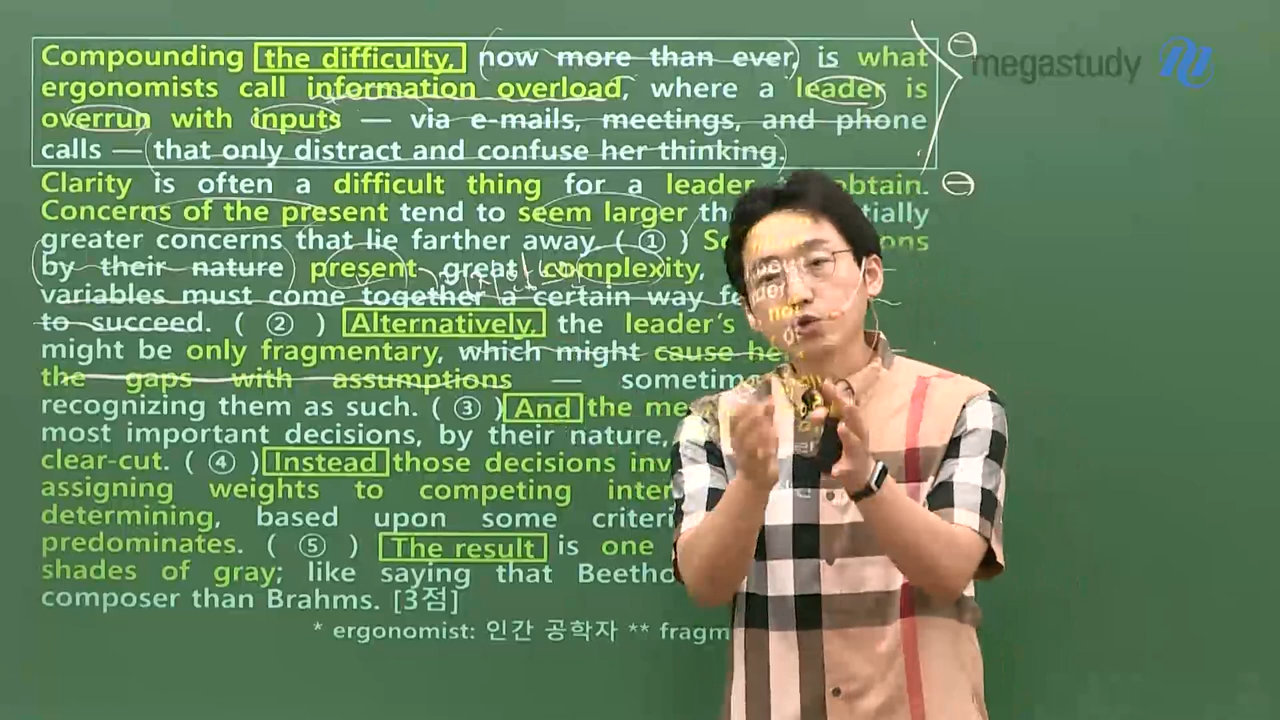 Compounding the difficulty, now more than ever, is what
ergonomists call information overload, where a leader is
overrun with inputs — via e-mails, meetings, and phone
calls — that only distract and confuse her thinking.
megastudy
Clarity is often a difficult thing for a leader obtain.
Concerns of the present tend to seem larger
greater concerns that lie farther away ( ① )
by their nature present great complexity,
variables must come together a certain way
to succeed. ( ② ) Alternatively, the leader's
might be only fragmentary, which might cause
the gaps with assumptions —
recognizing them as such. ( ③ ) And the
most important decisions, by their nature,
clear-cut. ( ④ ) Instead those decisions
assigning weights to competing
determining, based upon some
predominates. ( ⑤ ) The result is one
shades of gray; like saying that
composer than Brahms. [3점]
* ergonomist: 인간 공학자 **